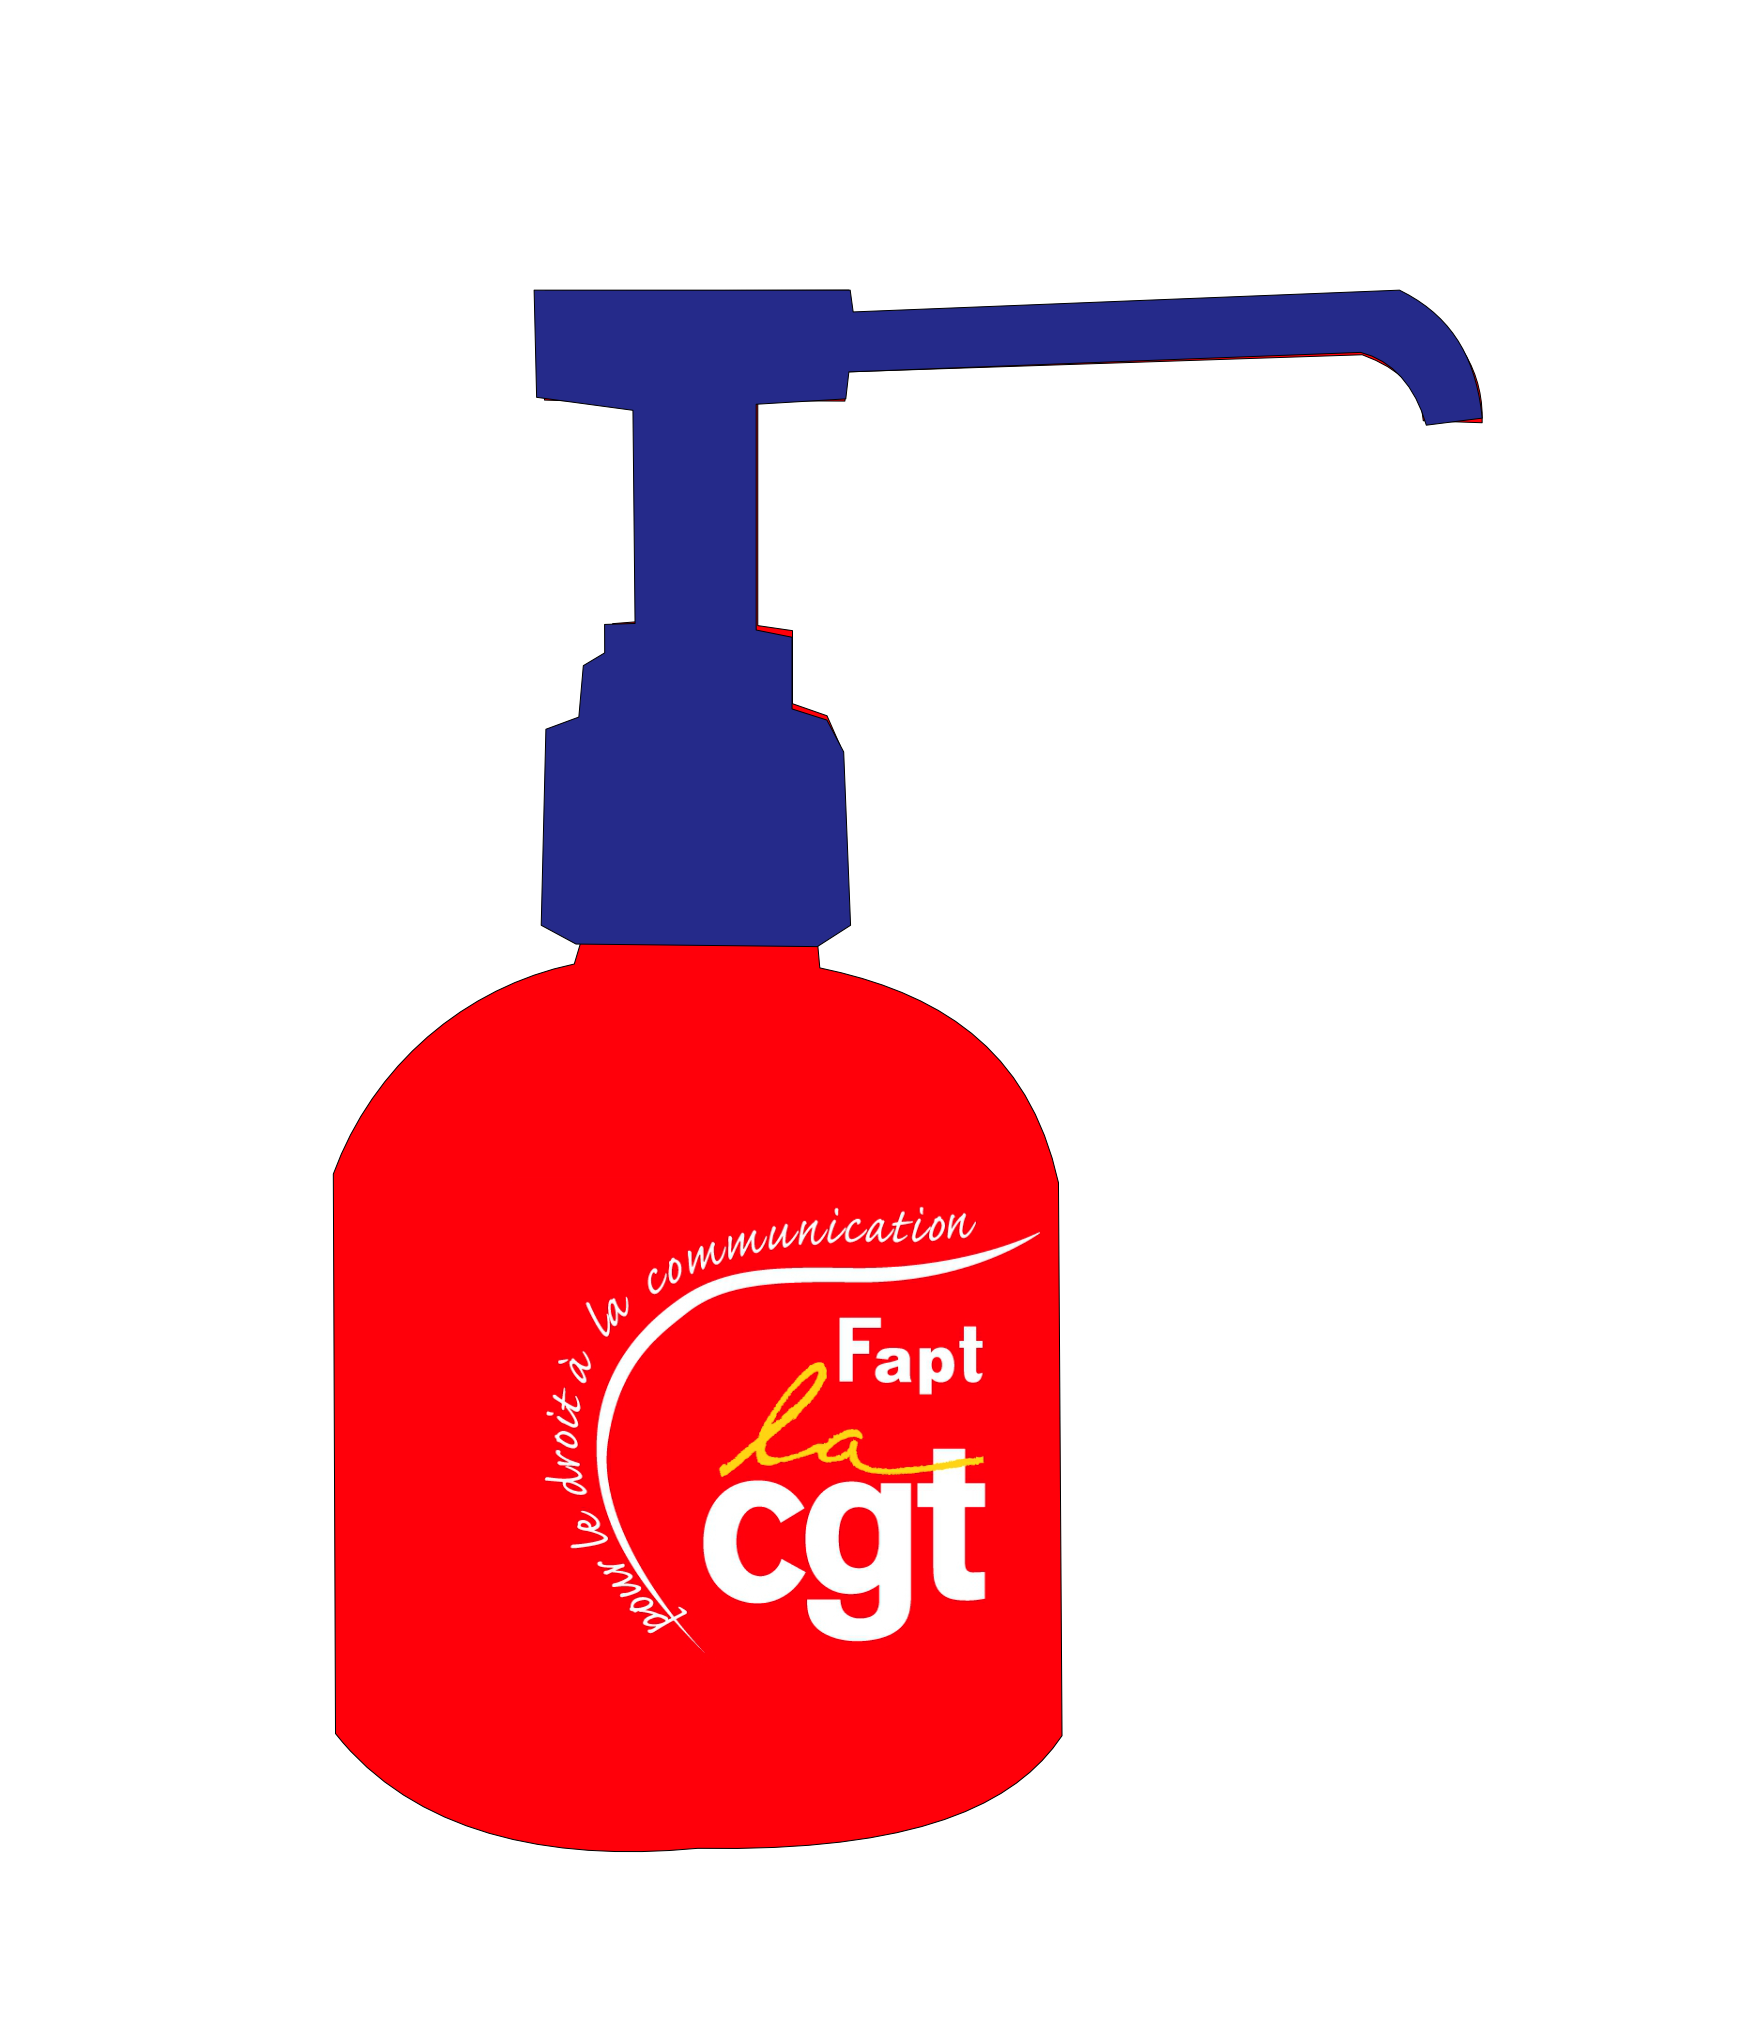 pour le droit à la communication
Fapt
la
cgt